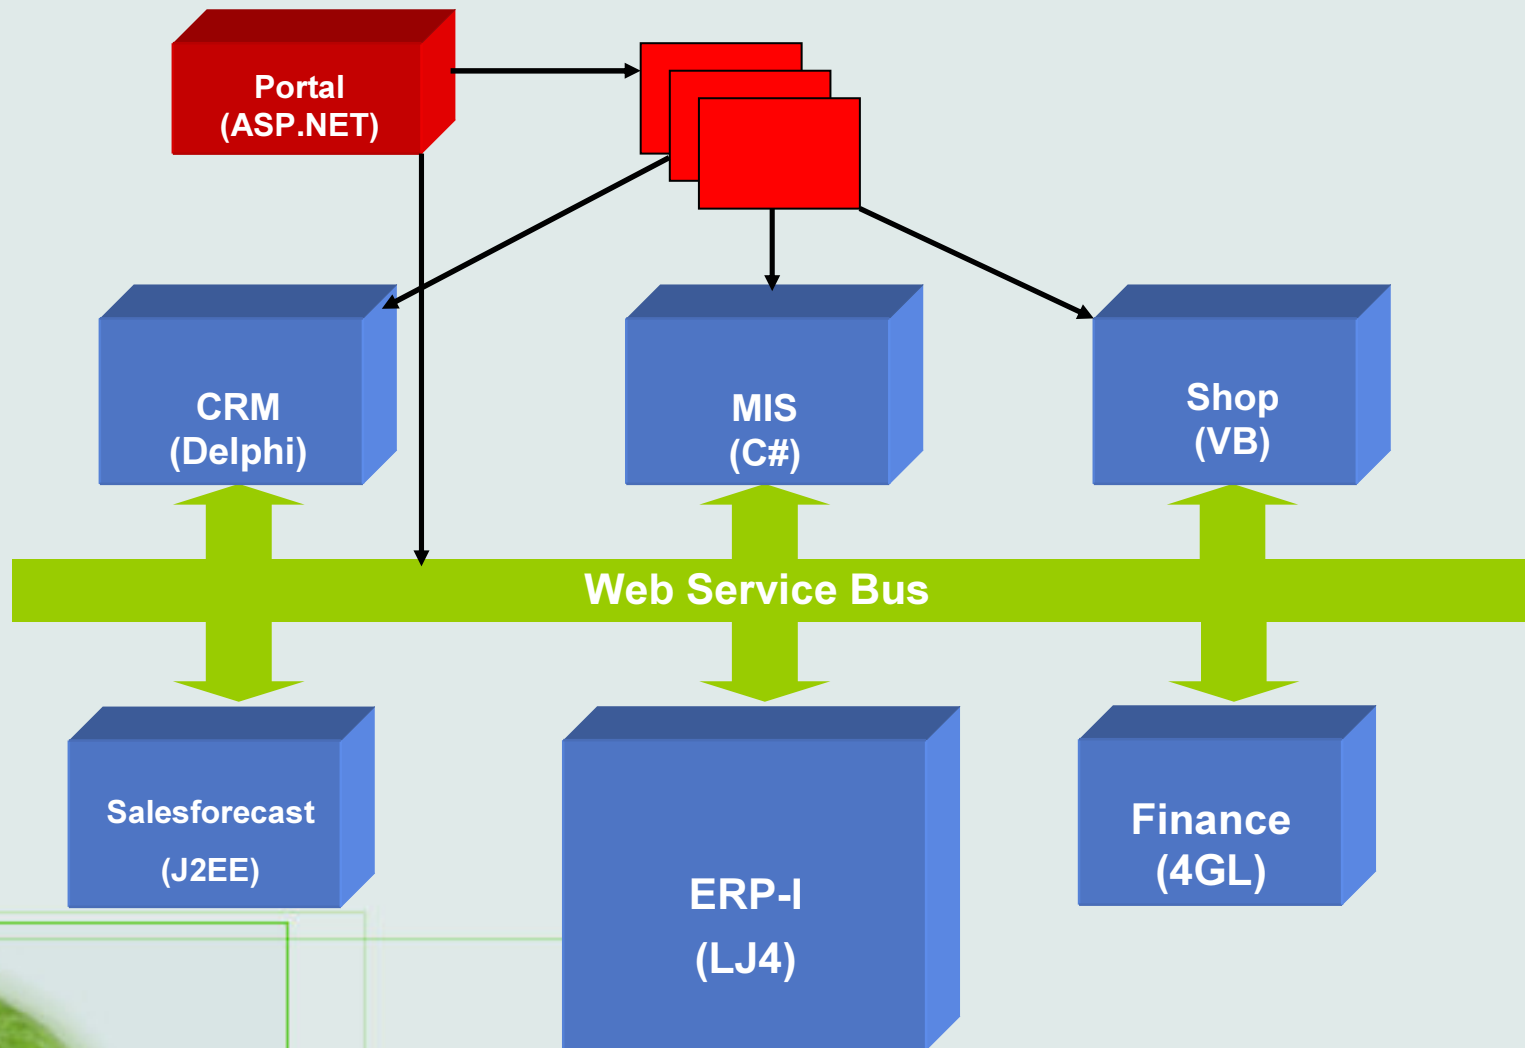 Portal
(ASP.NET)
CRM
(Delphi)
MIS
(C#)
Shop
(VB)
Web Service Bus
Salesforecast
(J2EE)
ERP-I
(LJ4)
Finance
(4GL)